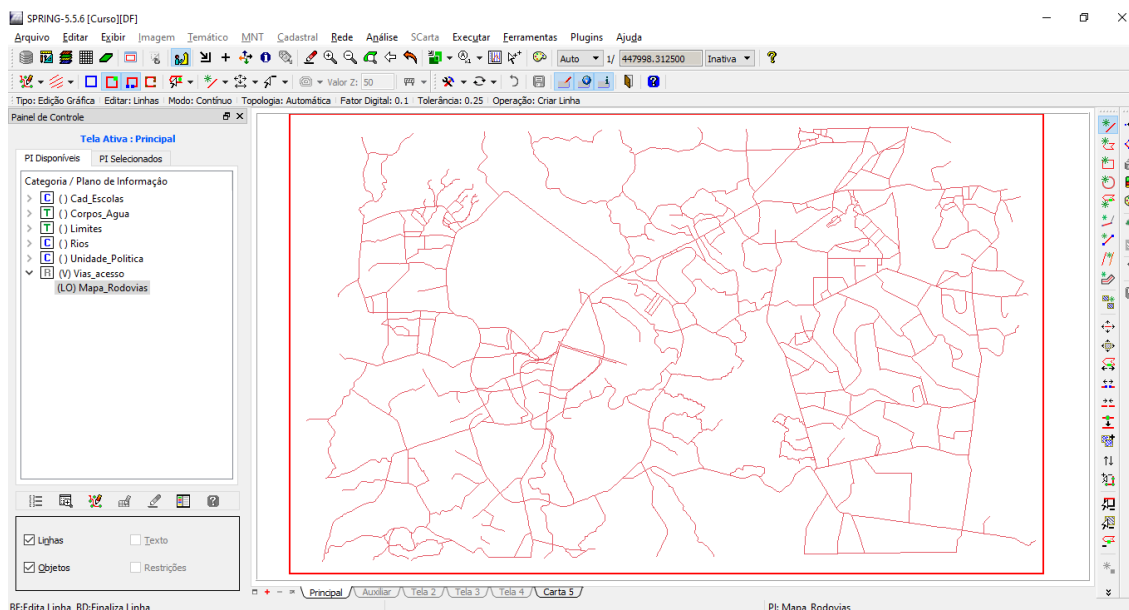 SPRING-5.5.6 [Curso][DF]
Arquivo Editar Exibir Imagem Temático MNT Cadastral Rede Análise SCarta Executar Ferramentas Plugins Ajuda
Auto 1/ 447998.312500 Inativa
Valor Z: 50
Tipo: Edição Gráfica Editar: Linhas Modo: Contínuo Topologia: Automática Fator Digital: 0.1 Tolerância: 0.25 Operação: Criar Linha
Painel de Controle
Tela Ativa : Principal
PI Disponíveis PI Selecionados
Categoria / Plano de Informação
C () Cad_Escolas
T () Corpos_Agua
T () Limites
C () Rios
C () Unidade_Politica
R (V) Vias_acesso
(LO) Mapa_Rodovias
Linhas Texto
Objetos Restrições
Principal Auxiliar Tela 2 Tela 3 Tela 4 Carta 5
BE:Edita Linha, BD:Finaliza Linha PI: Mapa_Rodovias